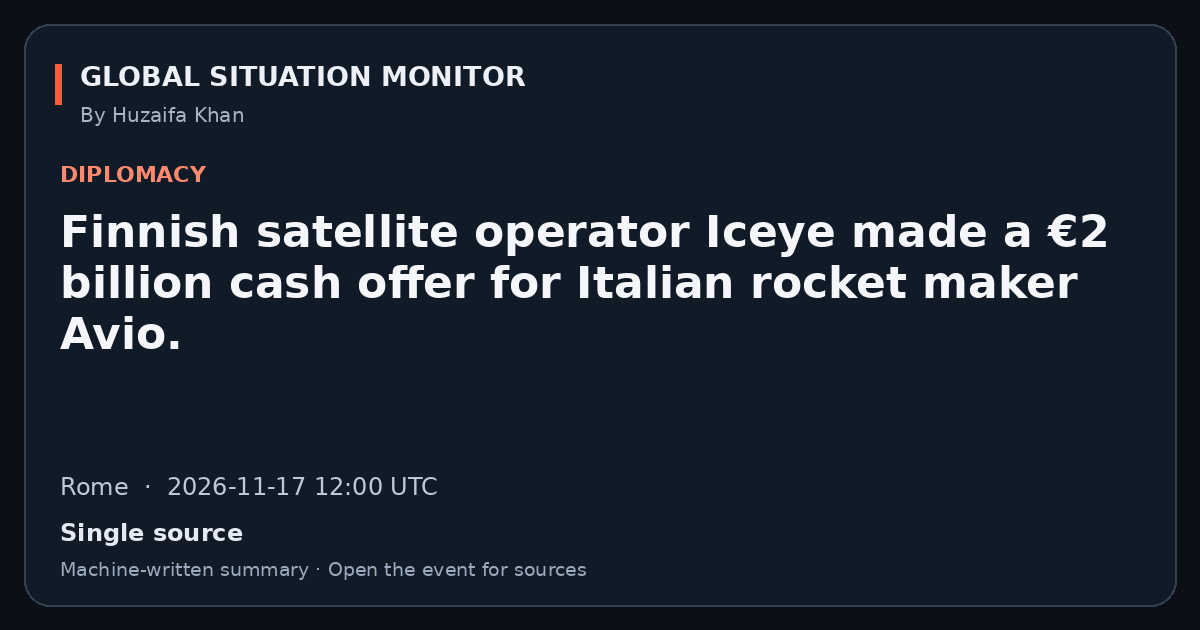 GLOBAL SITUATION MONITOR
By Huzaifa Khan
DIPLOMACY
Finnish satellite operator Iceye made a €2
billion cash offer for Italian rocket maker
Avio.
Rome · 2026-11-17 12:00 UTC
Single source
Machine-written summary · Open the event for sources